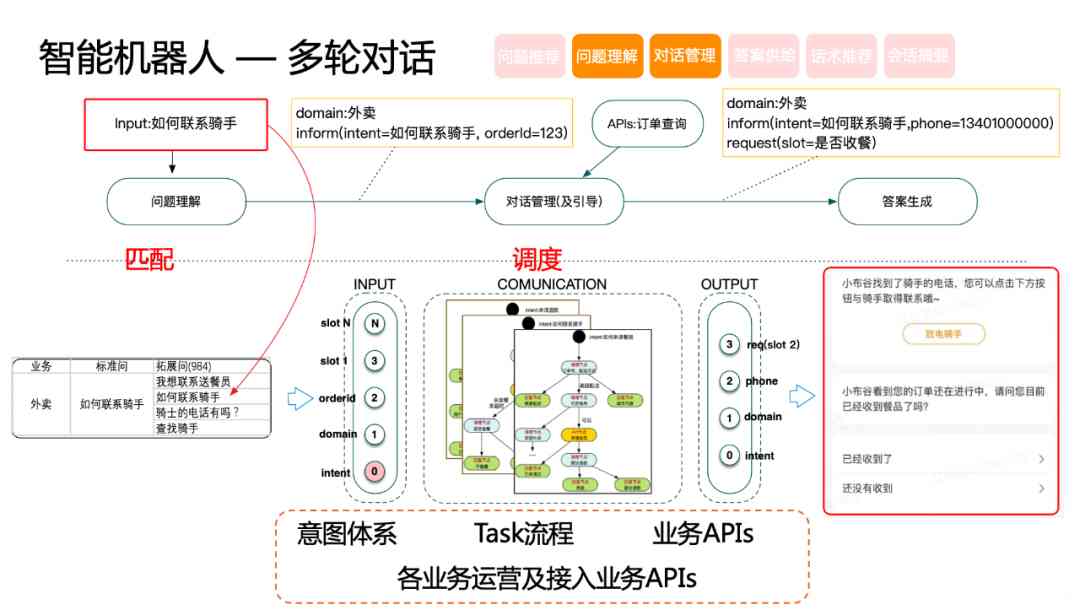 智能机器人 — 多轮对话
问题推荐
问题理解
对话管理
答案供给
话术推荐
会话摘要
Input:如何联系骑手
domain:外卖
inform(intent=如何联系骑手, orderId=123)
APIs:订单查询
domain:外卖
inform(intent=如何联系骑手,phone=13401000000)
request(slot=是否收餐)
问题理解
对话管理(及引导)
答案生成
匹配
调度
INPUT
COMUNICATION
OUTPUT
slot N
N
slot 1
3
orderid
2
domain
1
intent
0
3
req(slot 2)
2
phone
1
domain
0
intent
业务
标准问
拓展问(984)
外卖
如何联系骑手
我想联系送餐员
如何联系骑手
骑士的电话有吗？
查找骑手
小布谷找到了骑手的电话，您可以点击下方按
钮与骑手取得联系哦~
致电骑手
小布谷看到您的订单还在进行中，请问您目前
已经收到餐品了吗?
已经收到了
还没有收到
意图体系
Task流程
业务APIs
各业务运营及接入业务APIs